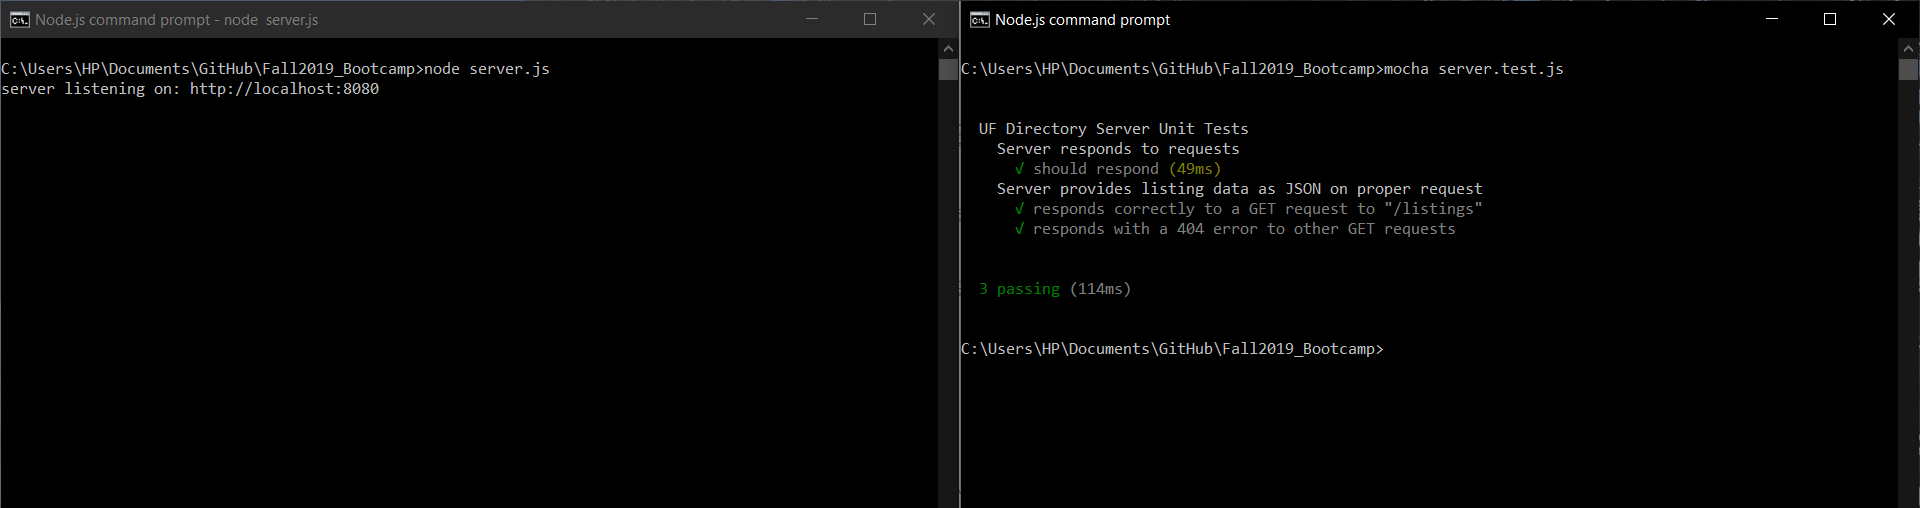 Node.js command prompt - node  server.js
C:\Users\HP\Documents\GitHub\Fall2019_Bootcamp>node server.js
server listening on: http://localhost:8080
Node.js command prompt
C:\Users\HP\Documents\GitHub\Fall2019_Bootcamp>mocha server.test.js
UF Directory Server Unit Tests
Server responds to requests
√ should respond (49ms)
Server provides listing data as JSON on proper request
√ responds correctly to a GET request to "/listings"
√ responds with a 404 error to other GET requests
3 passing (114ms)
C:\Users\HP\Documents\GitHub\Fall2019_Bootcamp>